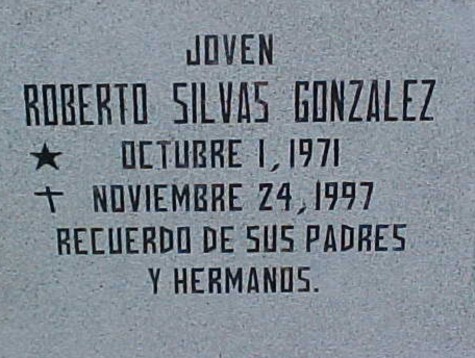 JOVEN
ROBERTO SILVAS GONZALEZ
★ OCTUBRE 1, 1971
✝ NOVIEMBRE 24, 1997
RECUERDO DE SUS PADRES
Y HERMANOS.